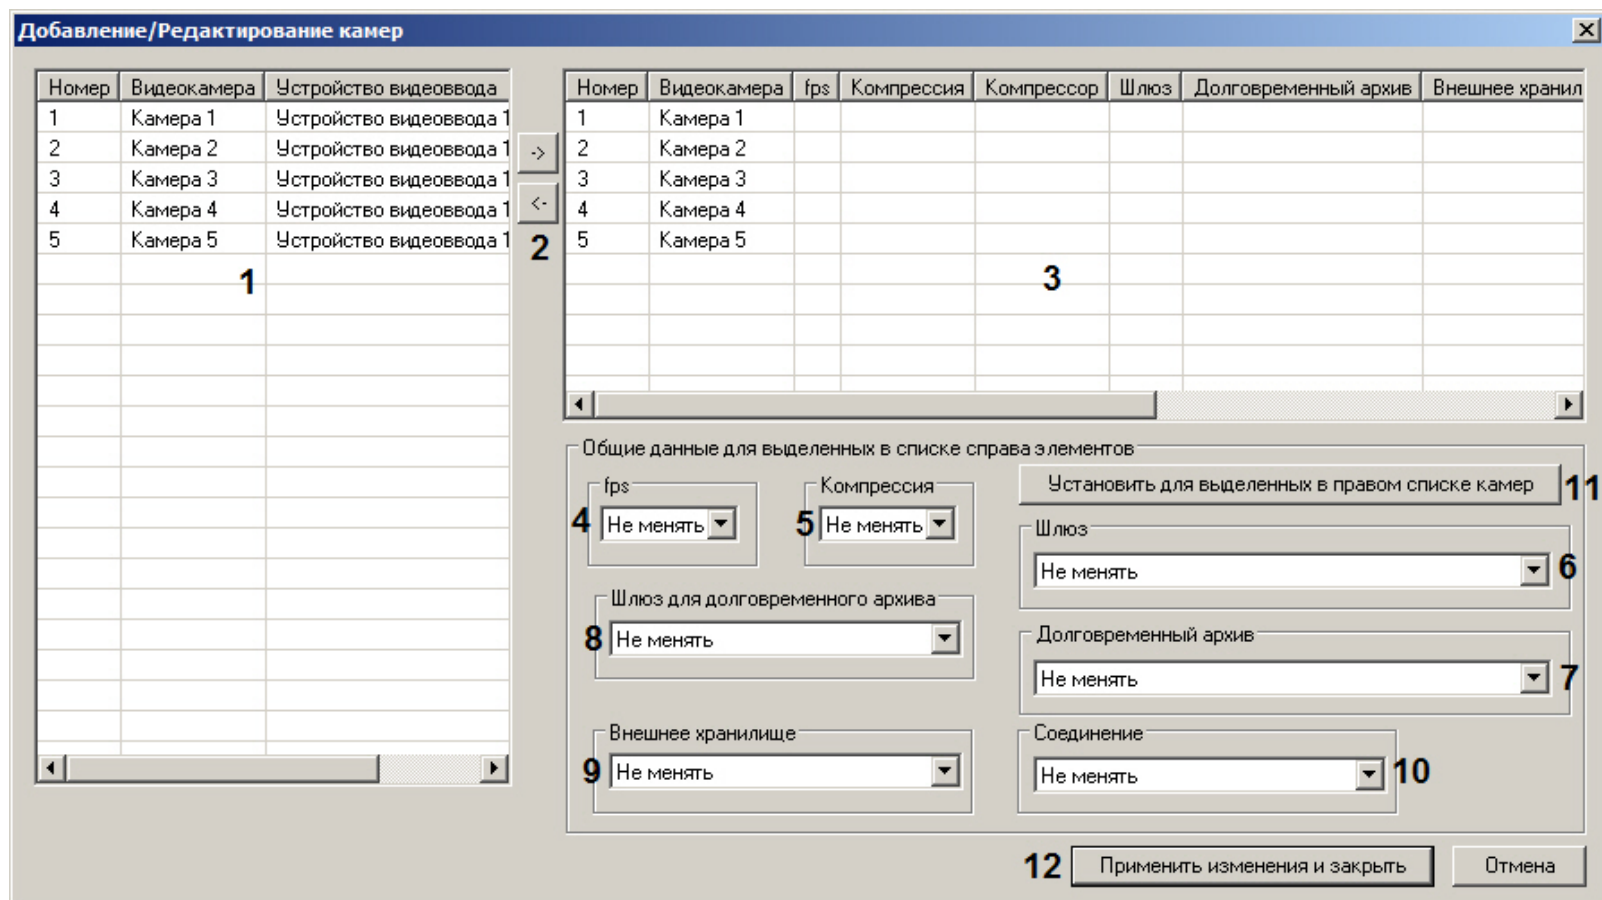 Добавление/Редактирование камер
Номер Видеокамера Устройство видеоввода
1 Камера 1 Устройство видеоввода 1
2 Камера 2 Устройство видеоввода 1
3 Камера 3 Устройство видеоввода 1
4 Камера 4 Устройство видеоввода 1
5 Камера 5 Устройство видеоввода 1
1
->
<-
2
Номер Видеокамера fps Компрессия Компрессор Шлюз Долговременный архив Внешнее хранил
1 Камера 1
2 Камера 2
3 Камера 3
4 Камера 4
5 Камера 5
3
Общие данные для выделенных в списке справа элементов
fps
4 Не менять
Компрессия
5 Не менять
Установить для выделенных в правом списке камер 11
Шлюз
Не менять 6
Шлюз для долговременного архива
8 Не менять
Долговременный архив
Не менять 7
Внешнее хранилище
9 Не менять
Соединение
Не менять 10
12 Применить изменения и закрыть Отмена